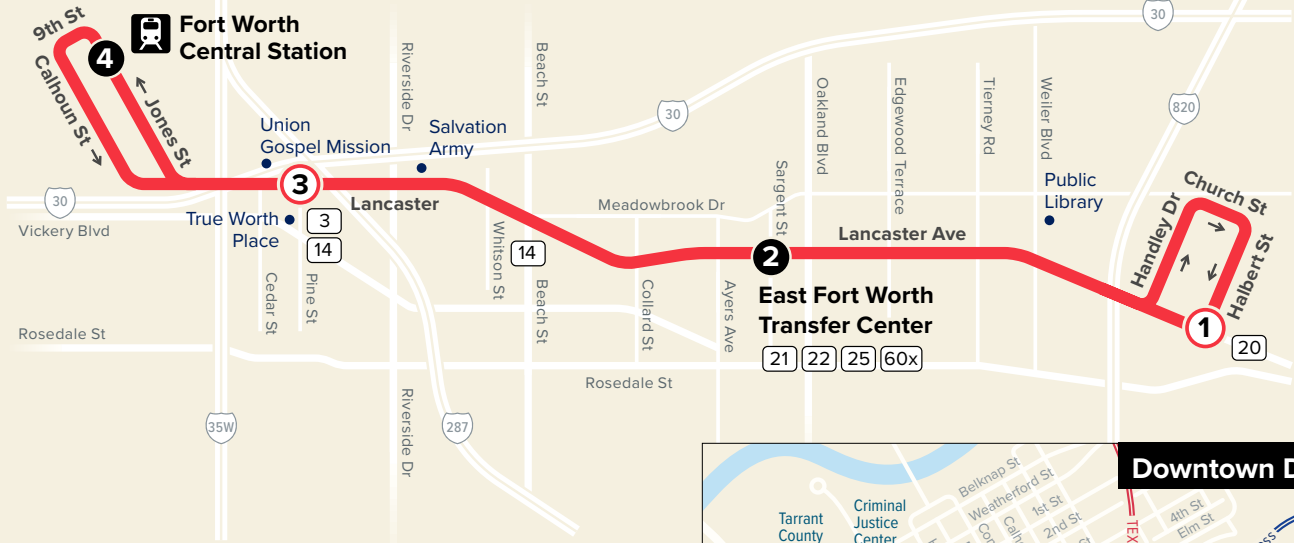 9th St
4
Fort Worth
Central Station
Calhoun St
Jones St
Riverside Dr
Beach St
30
30
820
Union
Gospel Mission
Salvation
Army
Oakland Blvd
Edgewood Terrace
Tierney Rd
Weiler Blvd
Sargent St
Public
Library
Church St
Handley Dr
Halbert St
3
Lancaster
30
Vickery Blvd
True Worth
Place
3
14
Meadowbrook Dr
Lancaster Ave
Whitson St
14
2
East Fort Worth
Transfer Center
21
22
25
60x
1
20
Cedar St
Pine St
Beach St
Collard St
Ayers Ave
Rosedale St
Rosedale St
Riverside Dr
35W
287
Downtown D
Belknap St
Weatherford St
1st St
2nd St
4th St
Elm St
Criminal
Justice
Center
Tarrant
County
TEX